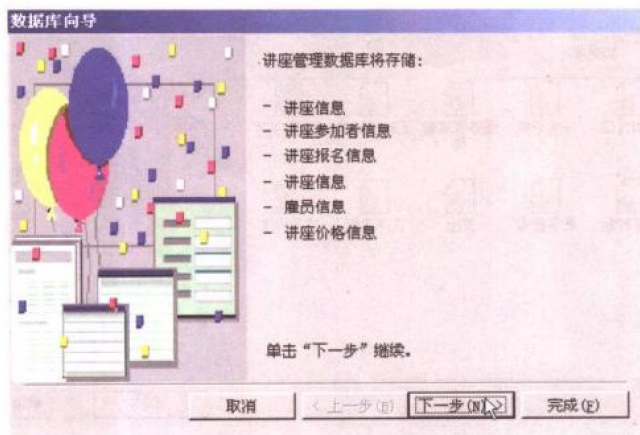 数据库向导
讲座管理数据库将存储:
- 讲座信息
- 讲座参加者信息
- 讲座报名信息
- 讲座信息
- 雇员信息
- 讲座价格信息
单击“下一步”继续。
取消
< 上一步(B)
下一步(N) >
完成(F)